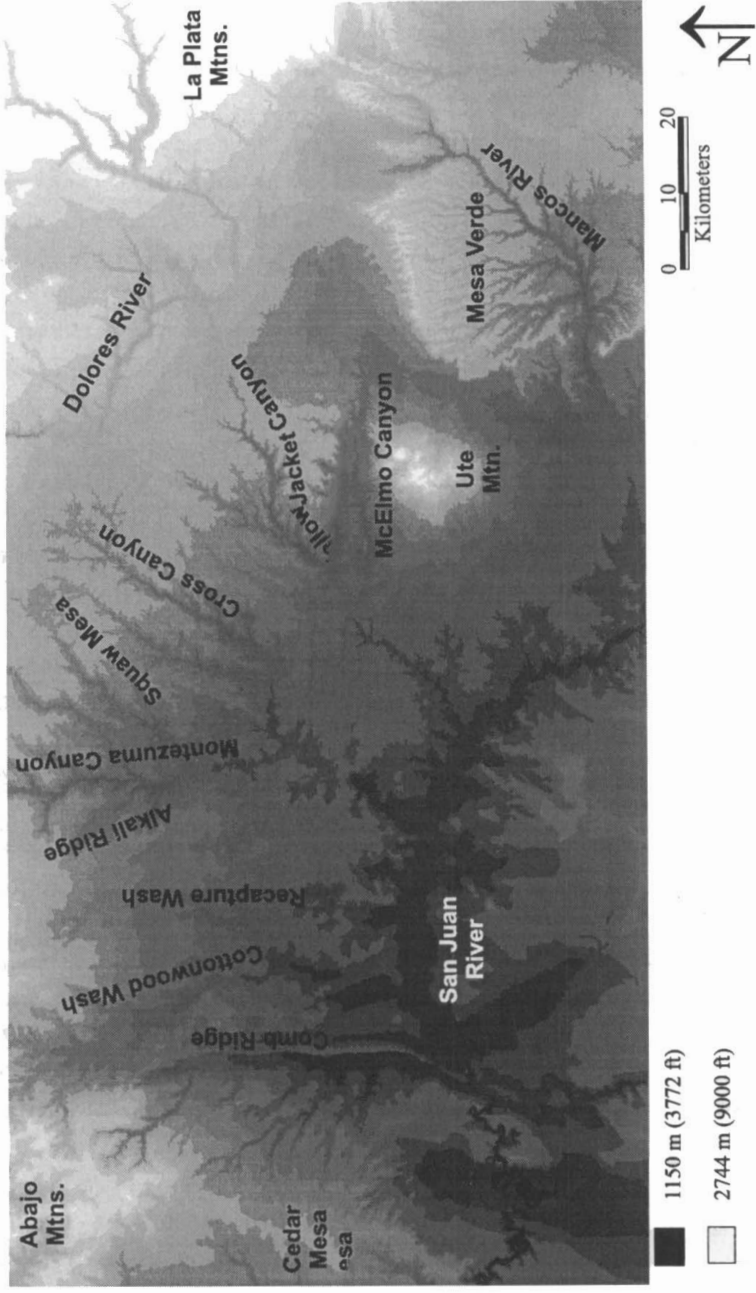 Abajo
Mtns.
La Plata
Mtns.
Dolores River
Montezuma Canyon
Squaw Mesa
Cross Canyon
Alkali Ridge
Recapture Wash
Cottonwood Wash
Comb Ridge
allowJacket Canyon
McElmo Canyon
Cedar
Mesa
esa
San Juan
River
Ute
Mtn.
Mesa Verde
Mancos River
1150 m (3772 ft)
2744 m (9000 ft)
0 10 20
Kilometers
N